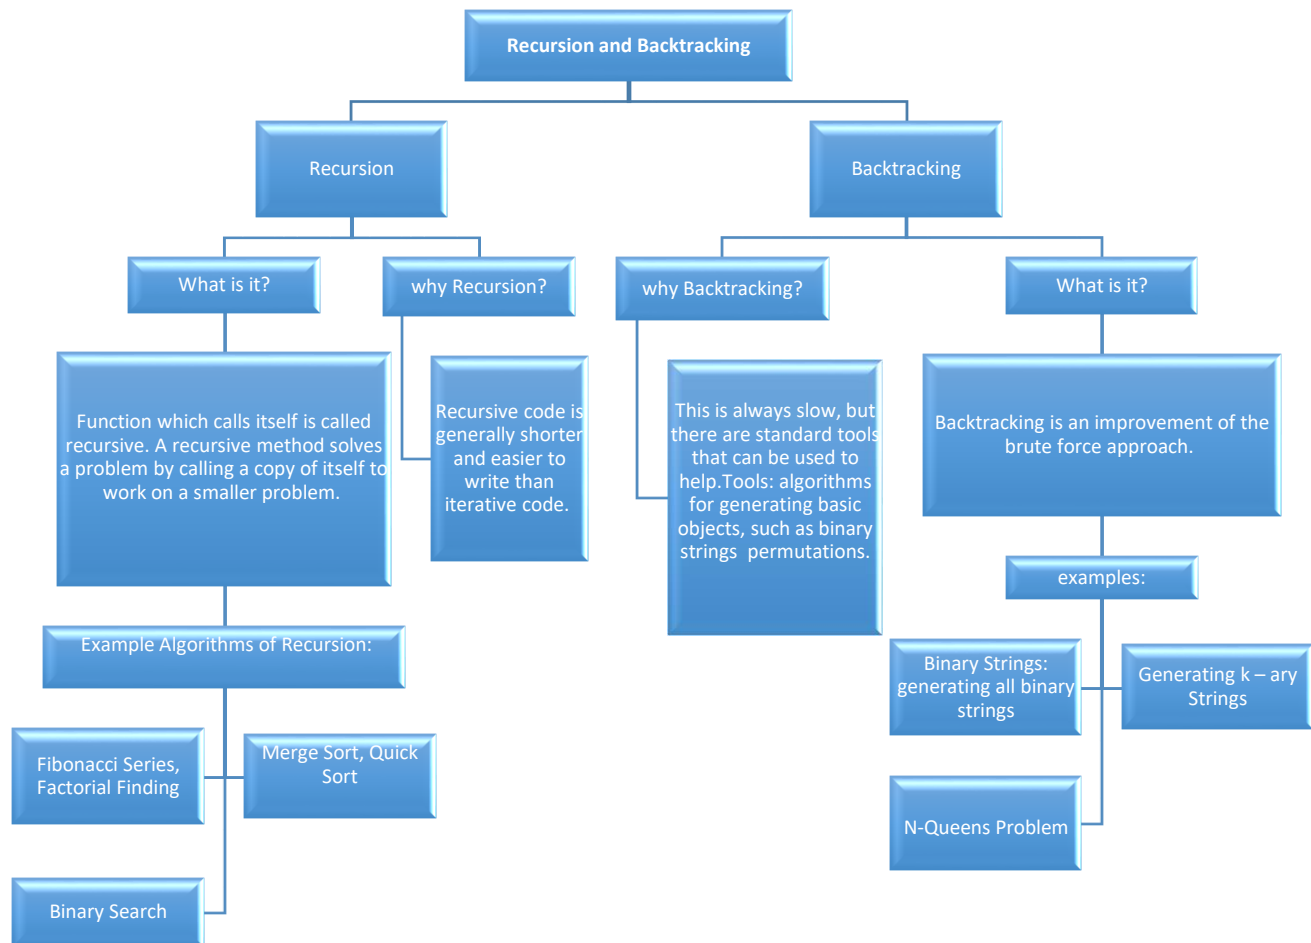 Recursion and Backtracking
Recursion
Backtracking
What is it?
why Recursion?
why Backtracking?
What is it?
Function which calls itself is called
recursive. A recursive method solves
a problem by calling a copy of itself to
work on a smaller problem.
Recursive code is
generally shorter
and easier to
write than
iterative code.
This is always slow, but
there are standard tools
that can be used to
help.Tools: algorithms
for generating basic
objects, such as binary
strings permutations.
Backtracking is an improvement of the
brute force approach.
examples:
Example Algorithms of Recursion:
Binary Strings:
generating all binary
strings
Generating k – ary
Strings
Fibonacci Series,
Factorial Finding
Merge Sort, Quick
Sort
N-Queens Problem
Binary Search